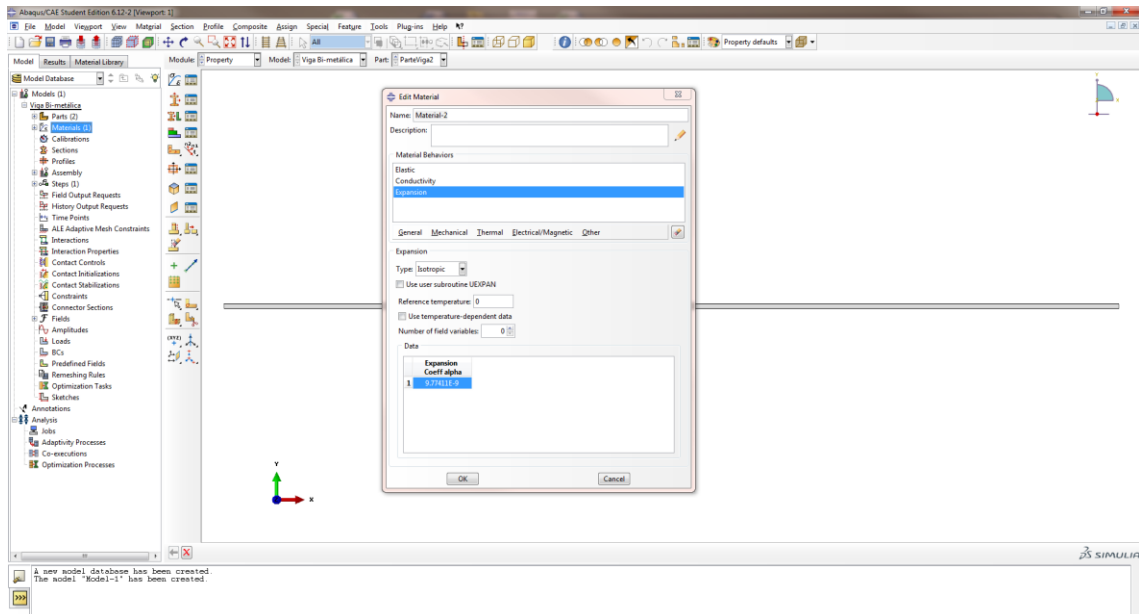 Abaqus/CAE Student Edition 6.12-2 [Viewport: 1]
File Model Viewport View Material Section Profile Composite Assign Special Feature Tools Plug-ins Help
All Property defaults
Model Results Material Library Module: Property Model: Viga Bi-metálica Part: ParteViga2
Model Database
Models (1)
Viga Bi-metálica
Parts (2)
Materials (1)
Calibrations
Sections
Profiles
Assembly
Steps (1)
Field Output Requests
History Output Requests
Time Points
ALE Adaptive Mesh Constraints
Interactions
Interaction Properties
Contact Controls
Contact Initializations
Contact Stabilizations
Constraints
Connector Sections
Fields
Amplitudes
Loads
BCs
Predefined Fields
Remeshing Rules
Optimization Tasks
Sketches
Annotations
Analysis
Jobs
Adaptivity Processes
Co-executions
Optimization Processes
Edit Material
Name: Material-2
Description:
Material Behaviors
Elastic
Conductivity
Expansion
General Mechanical Thermal Electrical/Magnetic Other
Expansion
Type: Isotropic
Use user subroutine UEXPAN
Reference temperature: 0
Use temperature-dependent data
Number of field variables: 0
Data
Expansion
Coeff alpha
1 9.77411E-9
OK Cancel
Y
X
SIMULIA
A new model database has been created.
The model "Model-1" has been created.